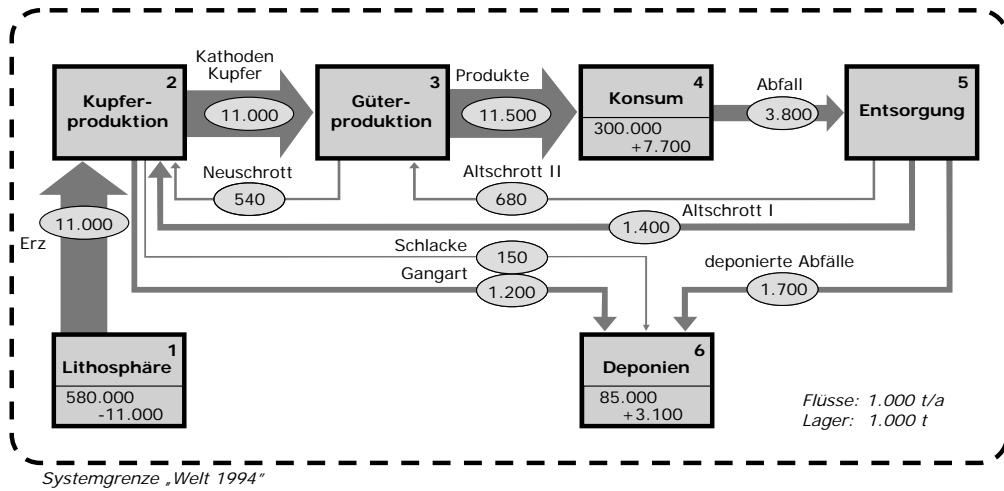 Kathoden
Kupfer
Produkte
Abfall
2
Kupfer-
produktion
11.000
3
Güter-
produktion
11.500
4
Konsum
300.000
+7.700
3.800
5
Entsorgung
Neuschrott
540
Altschrott II
680
Altschrott I
1.400
Erz
11.000
Schlacke
150
Gangart
1.200
deponierte Abfälle
1.700
1
Lithosphäre
580.000
-11.000
6
Deponien
85.000
+3.100
Flüsse: 1.000 t/a
Lager: 1.000 t
Systemgrenze „Welt 1994"